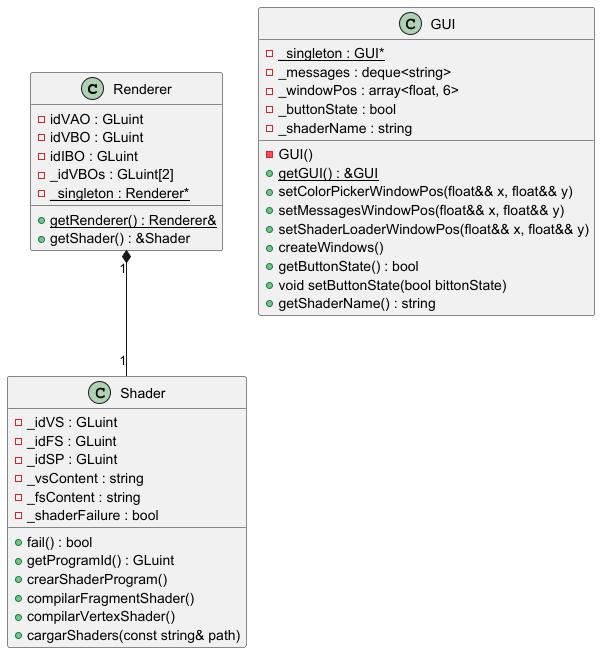 C Renderer
idVAO : GLuint
idVBO : GLuint
idIBO : GLuint
_idVBOs : GLuint[2]
_singleton : Renderer*
getRenderer() : Renderer&
getShader() : &Shader
1
1
C GUI
_singleton : GUI*
_messages : deque<string>
_windowPos : array<float, 6>
_buttonState : bool
_shaderName : string
GUI()
getGUI() : &GUI
setColorPickerWindowPos(float&& x, float&& y)
setMessagesWindowPos(float&& x, float&& y)
setShaderLoaderWindowPos(float&& x, float&& y)
createWindows()
getButtonState() : bool
void setButtonState(bool bittonState)
getShaderName() : string
C Shader
_idVS : GLuint
_idFS : GLuint
_idSP : GLuint
_vsContent : string
_fsContent : string
_shaderFailure : bool
fail() : bool
getProgramId() : GLuint
crearShaderProgram()
compilarFragmentShader()
compilarVertexShader()
cargarShaders(const string& path)